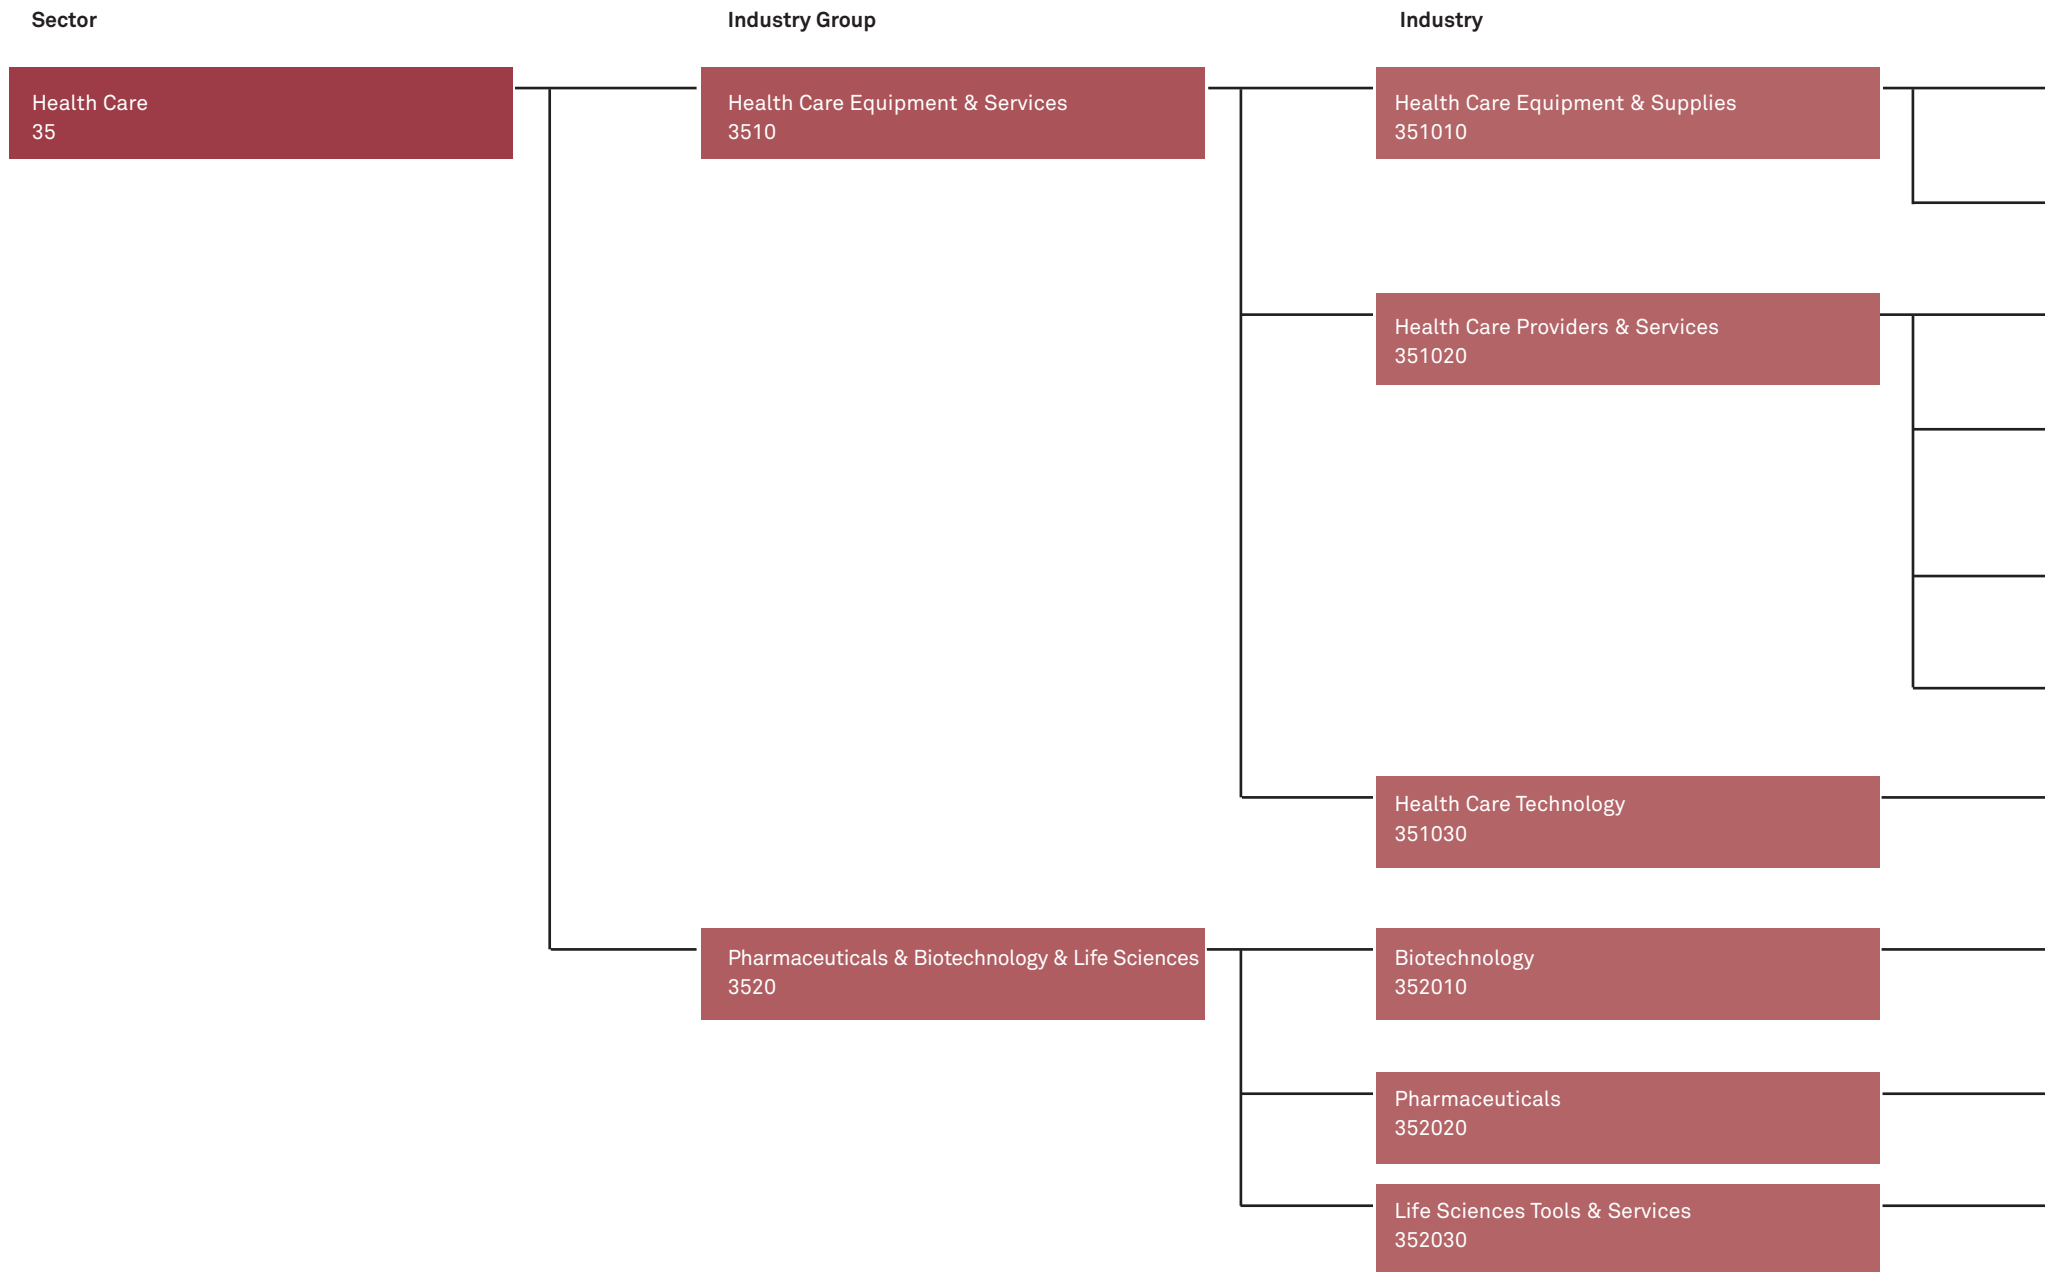 Sector
Industry Group
Industry
Health Care
35
Health Care Equipment & Services
3510
Health Care Equipment & Supplies
351010
Health Care Providers & Services
351020
Health Care Technology
351030
Pharmaceuticals & Biotechnology & Life Sciences
3520
Biotechnology
352010
Pharmaceuticals
352020
Life Sciences Tools & Services
352030